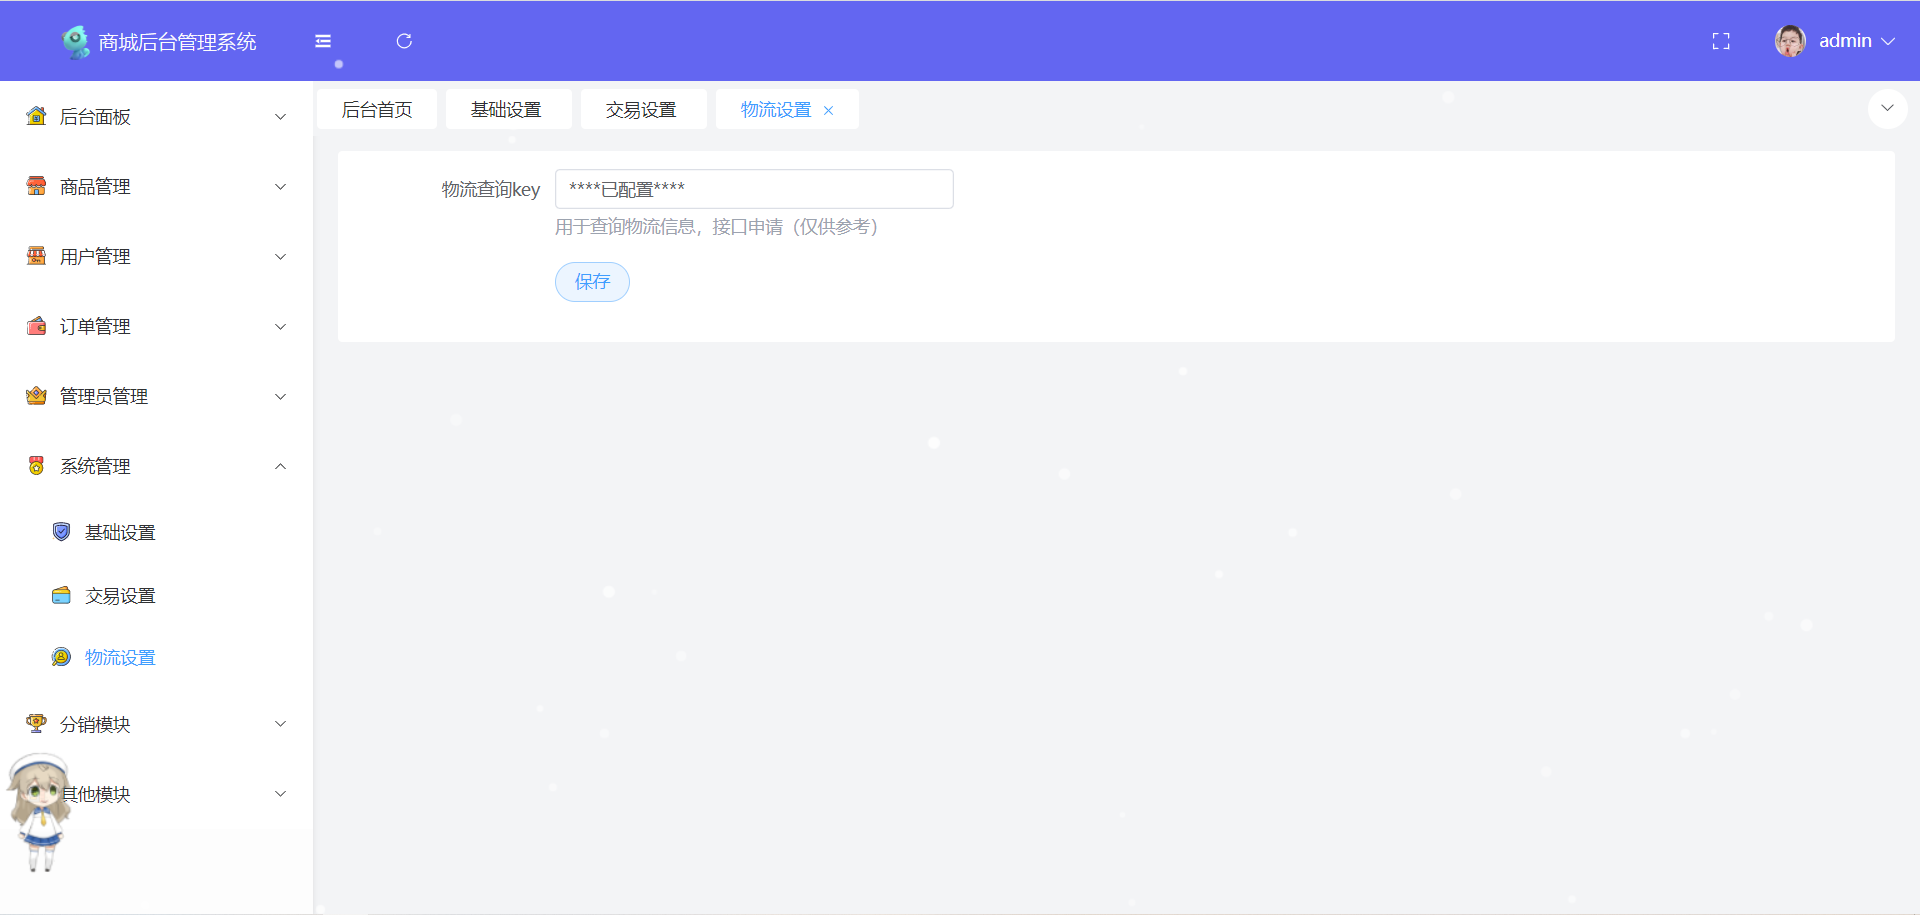 商城后台管理系统
admin
后台面板
商品管理
用户管理
订单管理
管理员管理
系统管理
基础设置
交易设置
物流设置
分销模块
其他模块
后台首页
基础设置
交易设置
物流设置
物流查询key
****已配置****
用于查询物流信息，接口申请（仅供参考）
保存